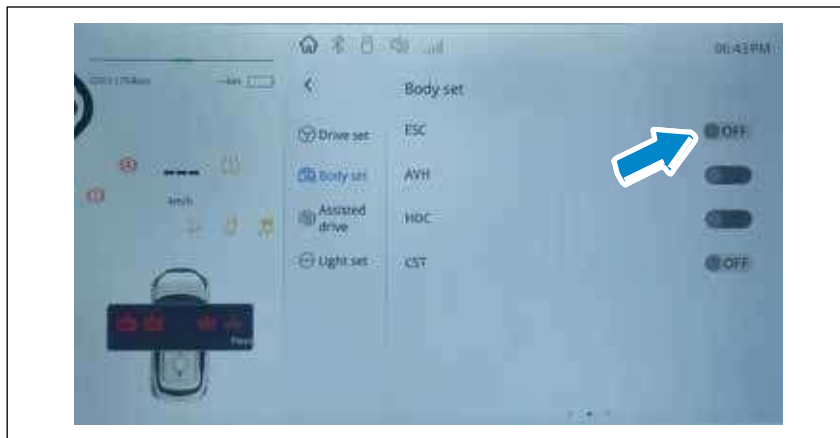 06:43 PM
Body set
Drive set
ESC
OFF
Body set
AVH
Assisted
drive
HDC
Light set
CST
OFF
---
km/h